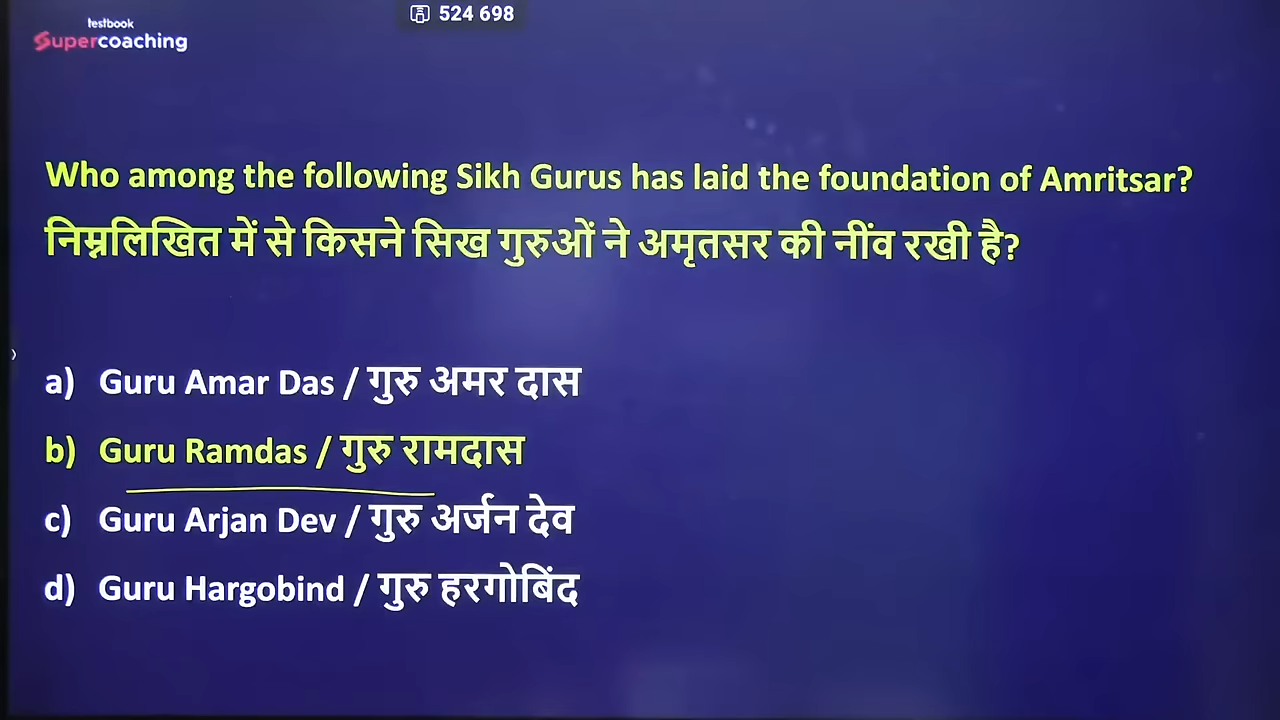 testbook
Supercoaching
524 698
Who among the following Sikh Gurus has laid the foundation of Amritsar?
निम्नलिखित में से किसने सिख गुरुओं ने अमृतसर की नींव रखी है?
a) Guru Amar Das / गुरु अमर दास
b) Guru Ramdas / गुरु रामदास
c) Guru Arjan Dev / गुरु अर्जन देव
d) Guru Hargobind / गुरु हरगोबिंद